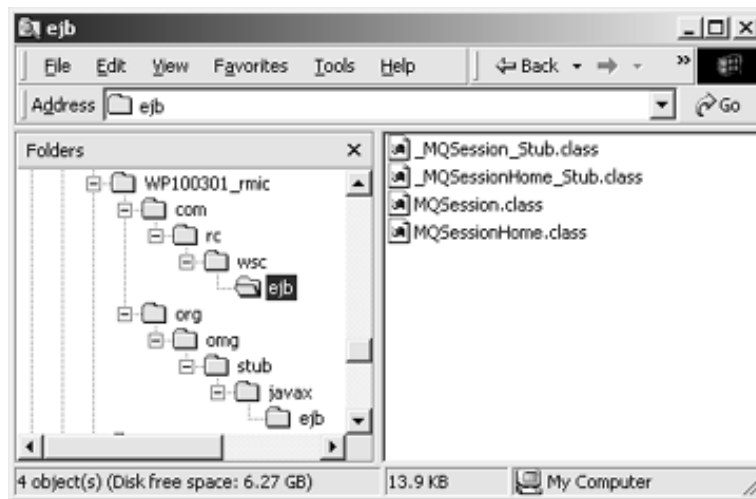 ejb
File Edit View Favorites Tools Help Back »
Address ejb Go
Folders
WP100301_rmic
com
rc
wsc
ejb
org
omg
stub
javax
ejb
_MQSession_Stub.class
_MQSessionHome_Stub.class
MQSession.class
MQSessionHome.class
4 object(s) (Disk free space: 6.27 GB) 13.9 KB My Computer